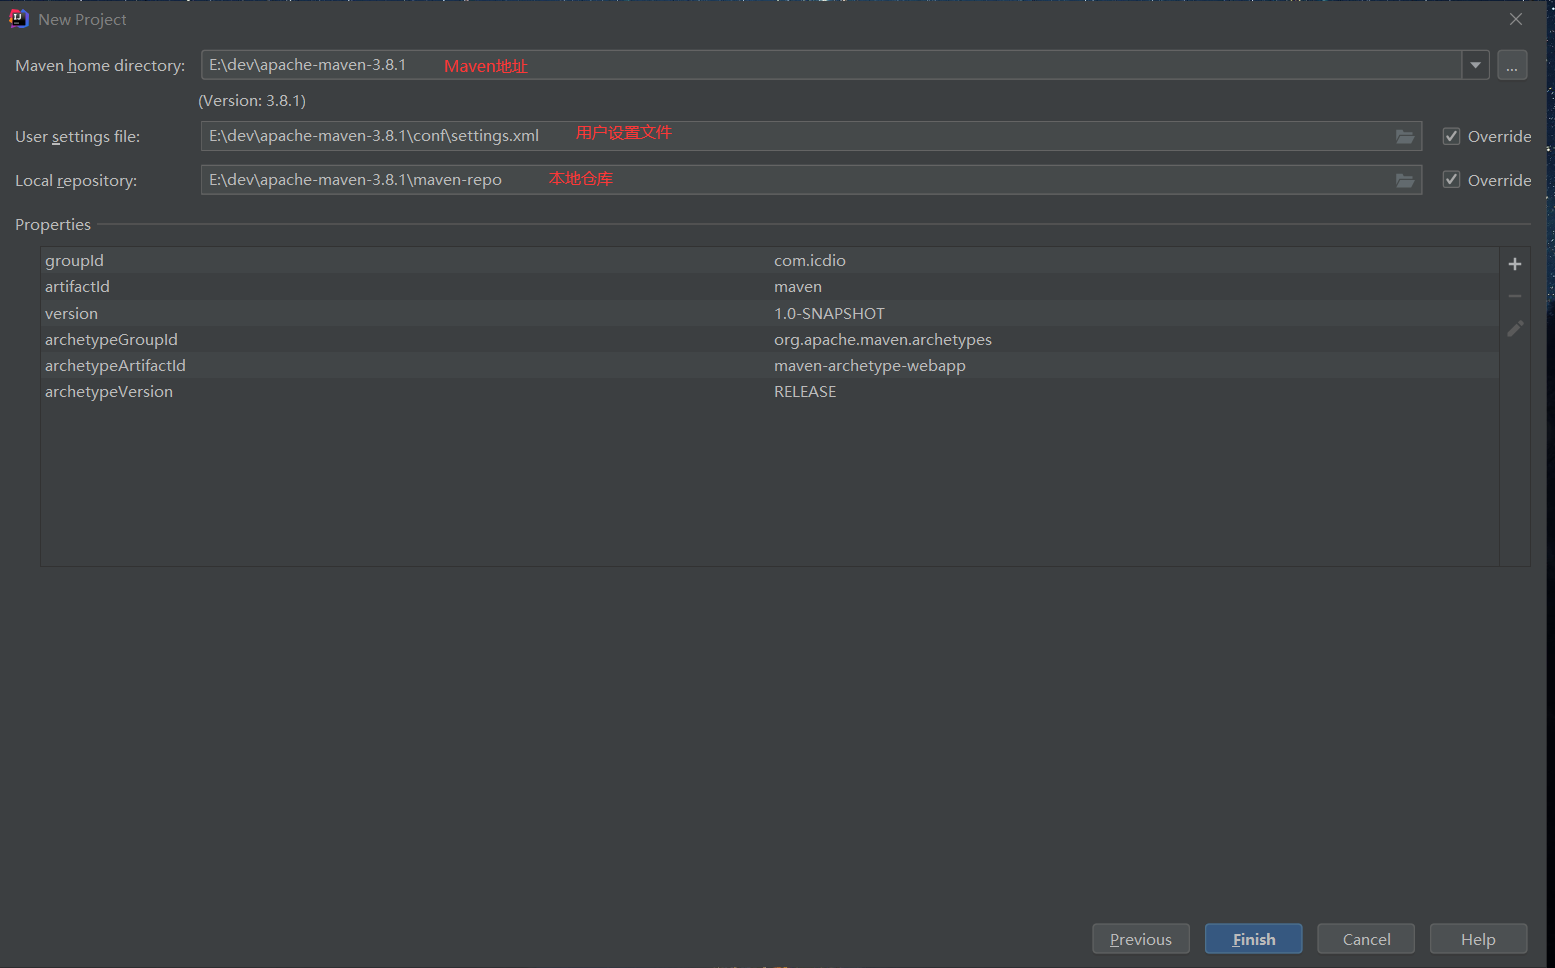 New Project
Maven home directory: E:\dev\apache-maven-3.8.1 Maven地址 ...
(Version: 3.8.1)
User settings file: E:\dev\apache-maven-3.8.1\conf\settings.xml 用户设置文件 Override
Local repository: E:\dev\apache-maven-3.8.1\maven-repo 本地仓库 Override
Properties
groupId com.icdio
artifactId maven
version 1.0-SNAPSHOT
archetypeGroupId org.apache.maven.archetypes
archetypeArtifactId maven-archetype-webapp
archetypeVersion RELEASE
Previous Finish Cancel Help